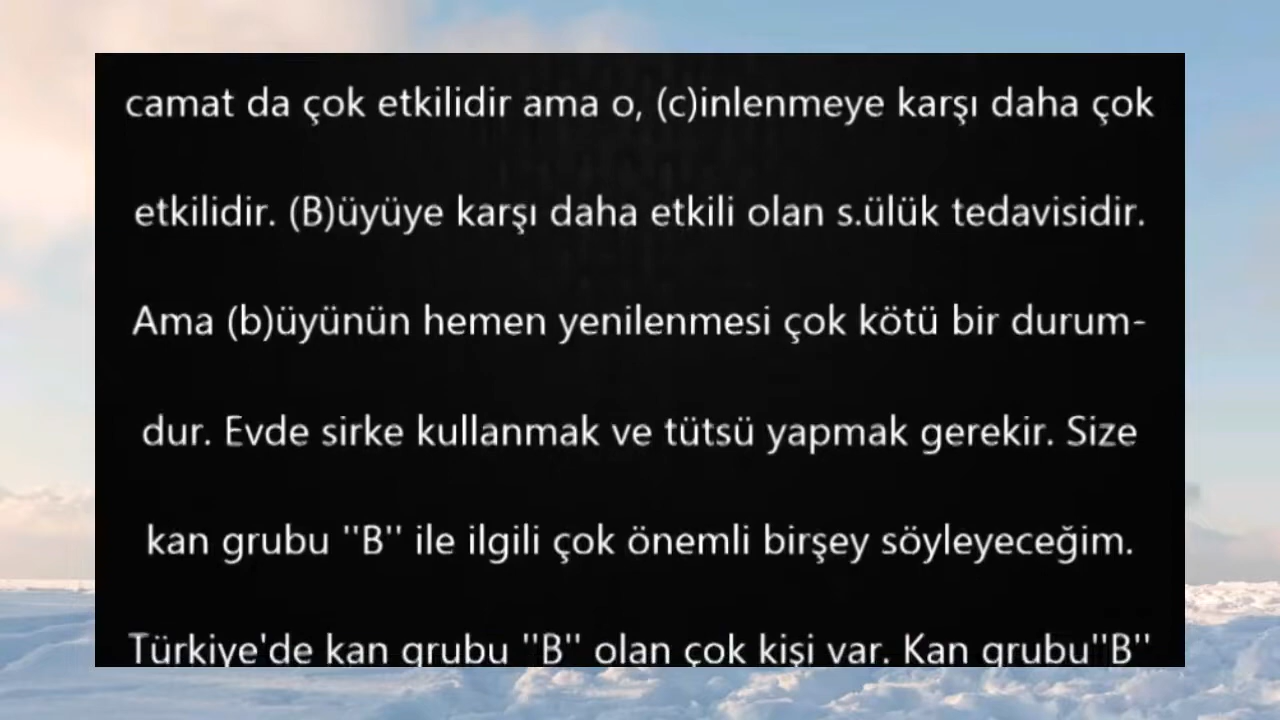 camat da çok etkilidir ama o, (c)inlenmeye karşı daha çok
etkilidir. (B)üyüye karşı daha etkili olan s.ülük tedavisidir.
Ama (b)üyünün hemen yenilenmesi çok kötü bir durum-
dur. Evde sirke kullanmak ve tütsü yapmak gerekir. Size
kan grubu ''B'' ile ilgili çok önemli birşey söyleyeceğim.
Türkiye'de kan grubu ''B'' olan çok kişi var. Kan grubu''B''